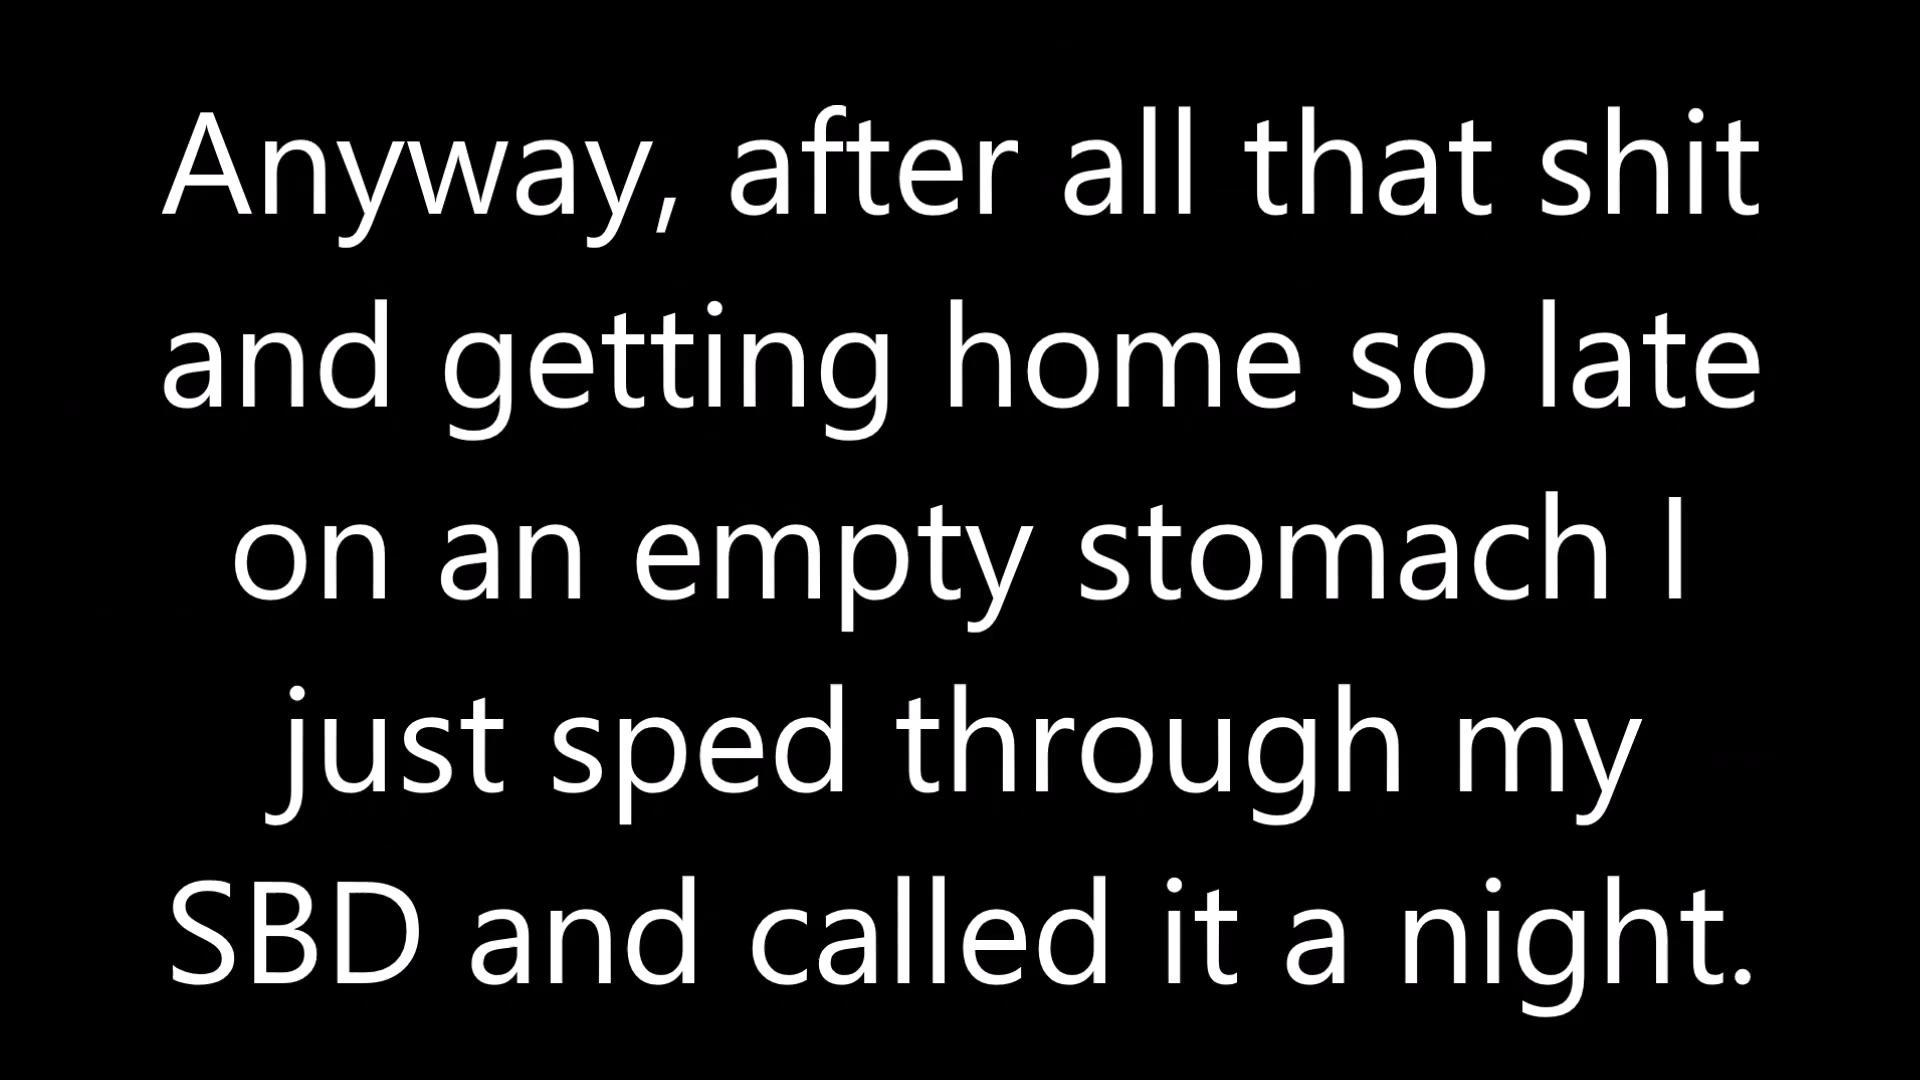 Anyway, after all that shit
and getting home so late
on an empty stomach I
just sped through my
SBD and called it a night.